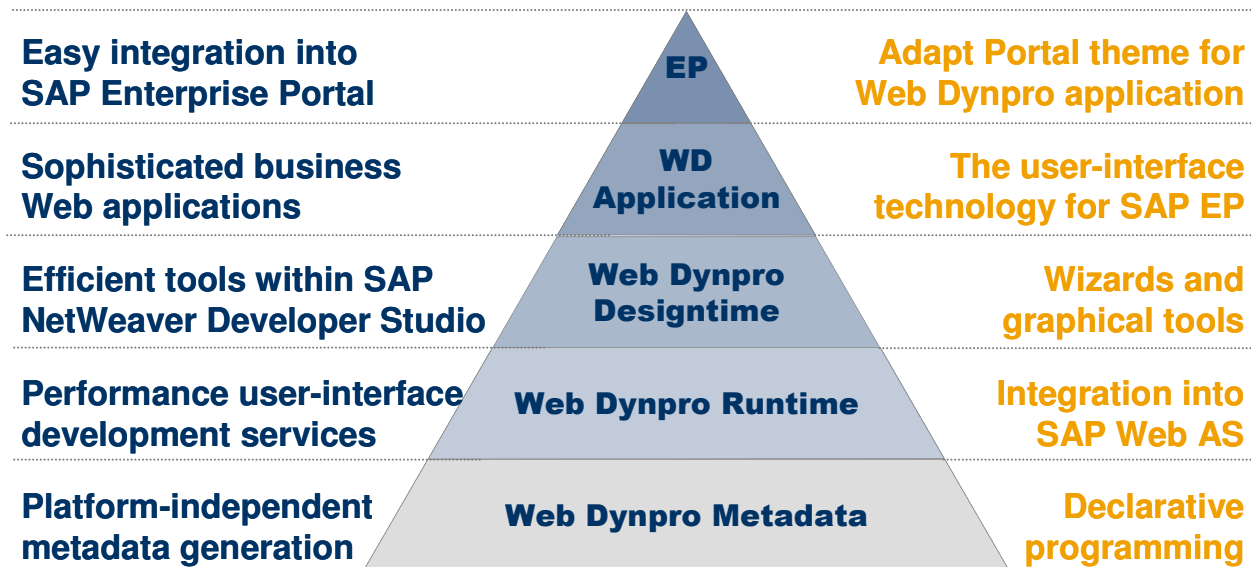 Easy integration into
SAP Enterprise Portal
EP
Adapt Portal theme for
Web Dynpro application
Sophisticated business
Web applications
WD
Application
The user-interface
technology for SAP EP
Efficient tools within SAP
NetWeaver Developer Studio
Web Dynpro
Designtime
Wizards and
graphical tools
Performance user-interface
development services
Web Dynpro Runtime
Integration into
SAP Web AS
Platform-independent
metadata generation
Web Dynpro Metadata
Declarative
programming